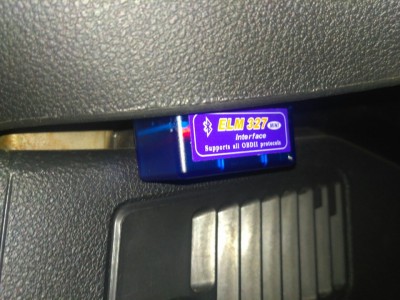 ELM 327
Interface
Supports all OBDII protocols